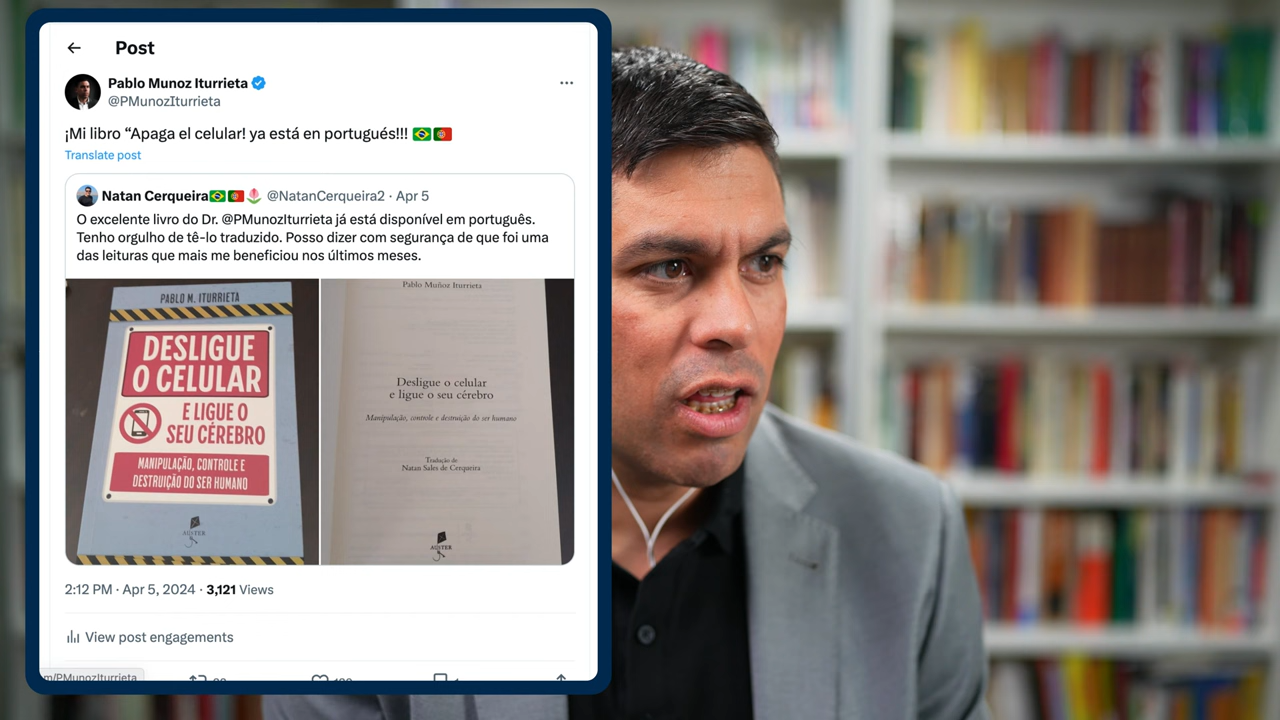 Post
Pablo Munoz Iturrieta
@PMunozIturrieta
¡Mi libro “Apaga el celular! ya está en portugués!!!
Translate post
Natan Cerqueira @NatanCerqueira2 · Apr 5
O excelente livro do Dr. @PMunozIturrieta já está disponível em português.
Tenho orgulho de tê-lo traduzido. Posso dizer com segurança de que foi uma
das leituras que mais me beneficiou nos últimos meses.
PABLO M. ITURRIETA
DESLIGUE
O CELULAR
E LIGUE O
SEU CÉREBRO
MANIPULAÇÃO, CONTROLE E
DESTRUIÇÃO DO SER HUMANO
AUSTER
Pablo Muñoz Iturrieta
Desligue o celular
e ligue o seu cérebro
Manipulação, controle e destruição do ser humano
Tradução de
Natan Sales de Cerqueira
AUSTER
2:12 PM · Apr 5, 2024 · 3,121 Views
View post engagements
m/PMunozIturrieta